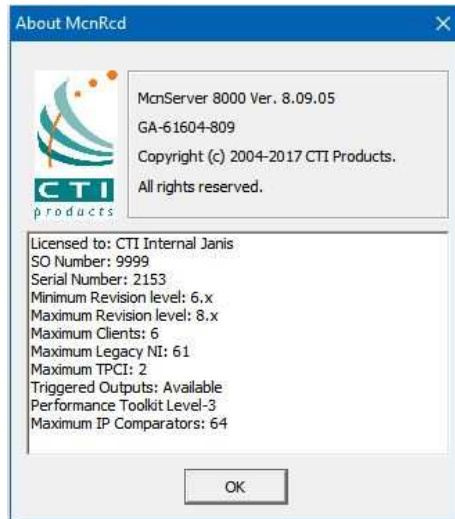 About McnRcd
McnServer 8000 Ver. 8.09.05
GA-61604-809
Copyright (c) 2004-2017 CTI Products.
All rights reserved.
CTI
products
Licensed to: CTI Internal Janis
SO Number: 9999
Serial Number: 2153
Minimum Revision level: 6.x
Maximum Revision level: 8.x
Maximum Clients: 6
Maximum Legacy NI: 61
Maximum TPCI: 2
Triggered Outputs: Available
Performance Toolkit Level-3
Maximum IP Comparators: 64
OK